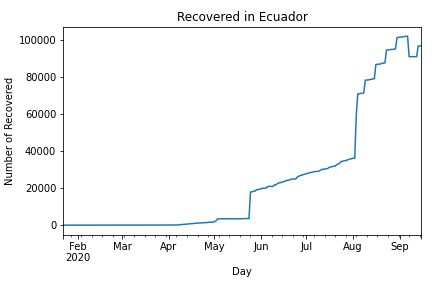 Recovered in Ecuador
Number of Recovered
100000
80000
60000
40000
20000
0
Feb Mar Apr May Jun Jul Aug Sep
2020
Day